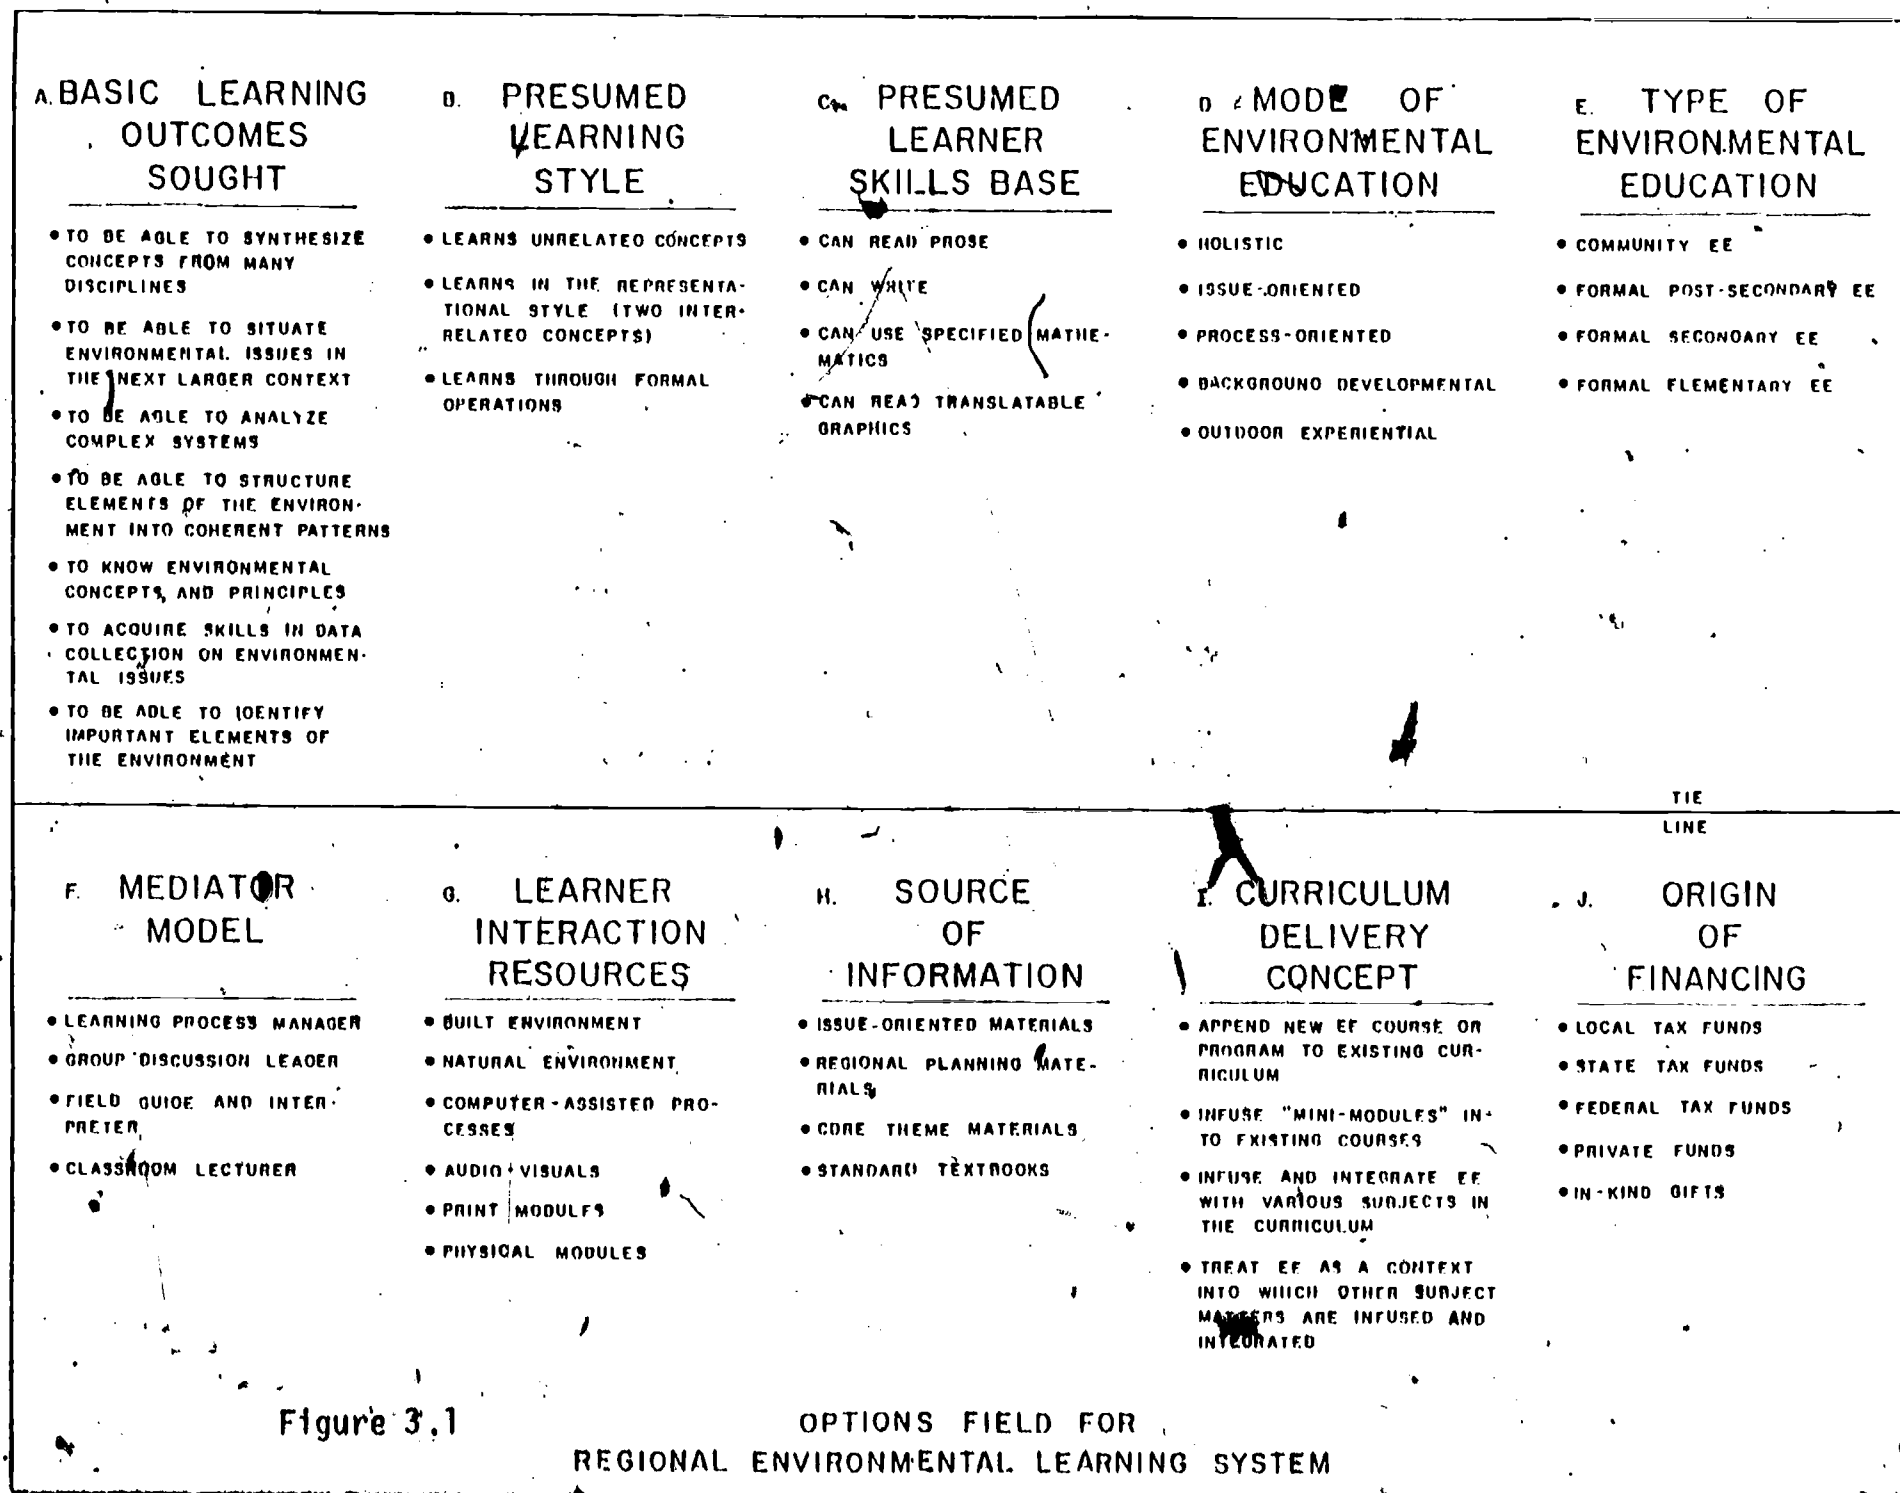 A. BASIC LEARNING
OUTCOMES
SOUGHT
• TO BE ABLE TO SYNTHESIZE
CONCEPTS FROM MANY
DISCIPLINES
• TO BE ABLE TO SITUATE
ENVIRONMENTAL ISSUES IN
THE NEXT LARGER CONTEXT
• TO BE ABLE TO ANALYZE
COMPLEX SYSTEMS
• TO BE ABLE TO STRUCTURE
ELEMENTS OF THE ENVIRON-
MENT INTO COHERENT PATTERNS
• TO KNOW ENVIRONMENTAL
CONCEPTS AND PRINCIPLES
• TO ACQUIRE SKILLS IN DATA
COLLECTION ON ENVIRONMEN-
TAL ISSUES
• TO BE ABLE TO IDENTIFY
IMPORTANT ELEMENTS OF
THE ENVIRONMENT
B. PRESUMED
LEARNING
STYLE
• LEARNS UNRELATED CONCEPTS
• LEARNS IN THE REPRESENTA-
TIONAL STYLE (TWO INTER-
RELATED CONCEPTS)
• LEARNS THROUGH FORMAL
OPERATIONS
C. PRESUMED
LEARNER
SKILLS BASE
• CAN READ PROSE
• CAN WRITE
• CAN USE SPECIFIED MATHE-
MATICS
• CAN READ TRANSLATABLE
GRAPHICS
D. MODE OF
ENVIRONMENTAL
EDUCATION
• HOLISTIC
• ISSUE-ORIENTED
• PROCESS-ORIENTED
• BACKGROUND DEVELOPMENTAL
• OUTDOOR EXPERIENTIAL
E. TYPE OF
ENVIRONMENTAL
EDUCATION
• COMMUNITY EE
• FORMAL POST-SECONDARY EE
• FORMAL SECONDARY EE
• FORMAL ELEMENTARY EE
TIE
LINE
F. MEDIATOR
MODEL
• LEARNING PROCESS MANAGER
• GROUP DISCUSSION LEADER
• FIELD GUIDE AND INTER-
PRETER
• CLASSROOM LECTURER
G. LEARNER
INTERACTION
RESOURCES
• BUILT ENVIRONMENT
• NATURAL ENVIRONMENT
• COMPUTER-ASSISTED PRO-
CESSES
• AUDIO VISUALS
• PRINT MODULES
• PHYSICAL MODULES
H. SOURCE
OF
INFORMATION
• ISSUE-ORIENTED MATERIALS
• REGIONAL PLANNING MATE-
RIALS
• CORE THEME MATERIALS
• STANDARD TEXTBOOKS
I. CURRICULUM
DELIVERY
CONCEPT
• APPEND NEW EE COURSE OR
PROGRAM TO EXISTING CUR-
RICULUM
• INFUSE "MINI-MODULES" IN-
TO EXISTING COURSES
• INFUSE AND INTEGRATE EE
WITH VARIOUS SUBJECTS IN
THE CURRICULUM
• TREAT EE AS A CONTEXT
INTO WHICH OTHER SUBJECT
MATTERS ARE INFUSED AND
INTEGRATED
J. ORIGIN
OF
FINANCING
• LOCAL TAX FUNDS
• STATE TAX FUNDS
• FEDERAL TAX FUNDS
• PRIVATE FUNDS
• IN-KIND GIFTS
Figure 3.1
OPTIONS FIELD FOR
REGIONAL ENVIRONMENTAL LEARNING SYSTEM